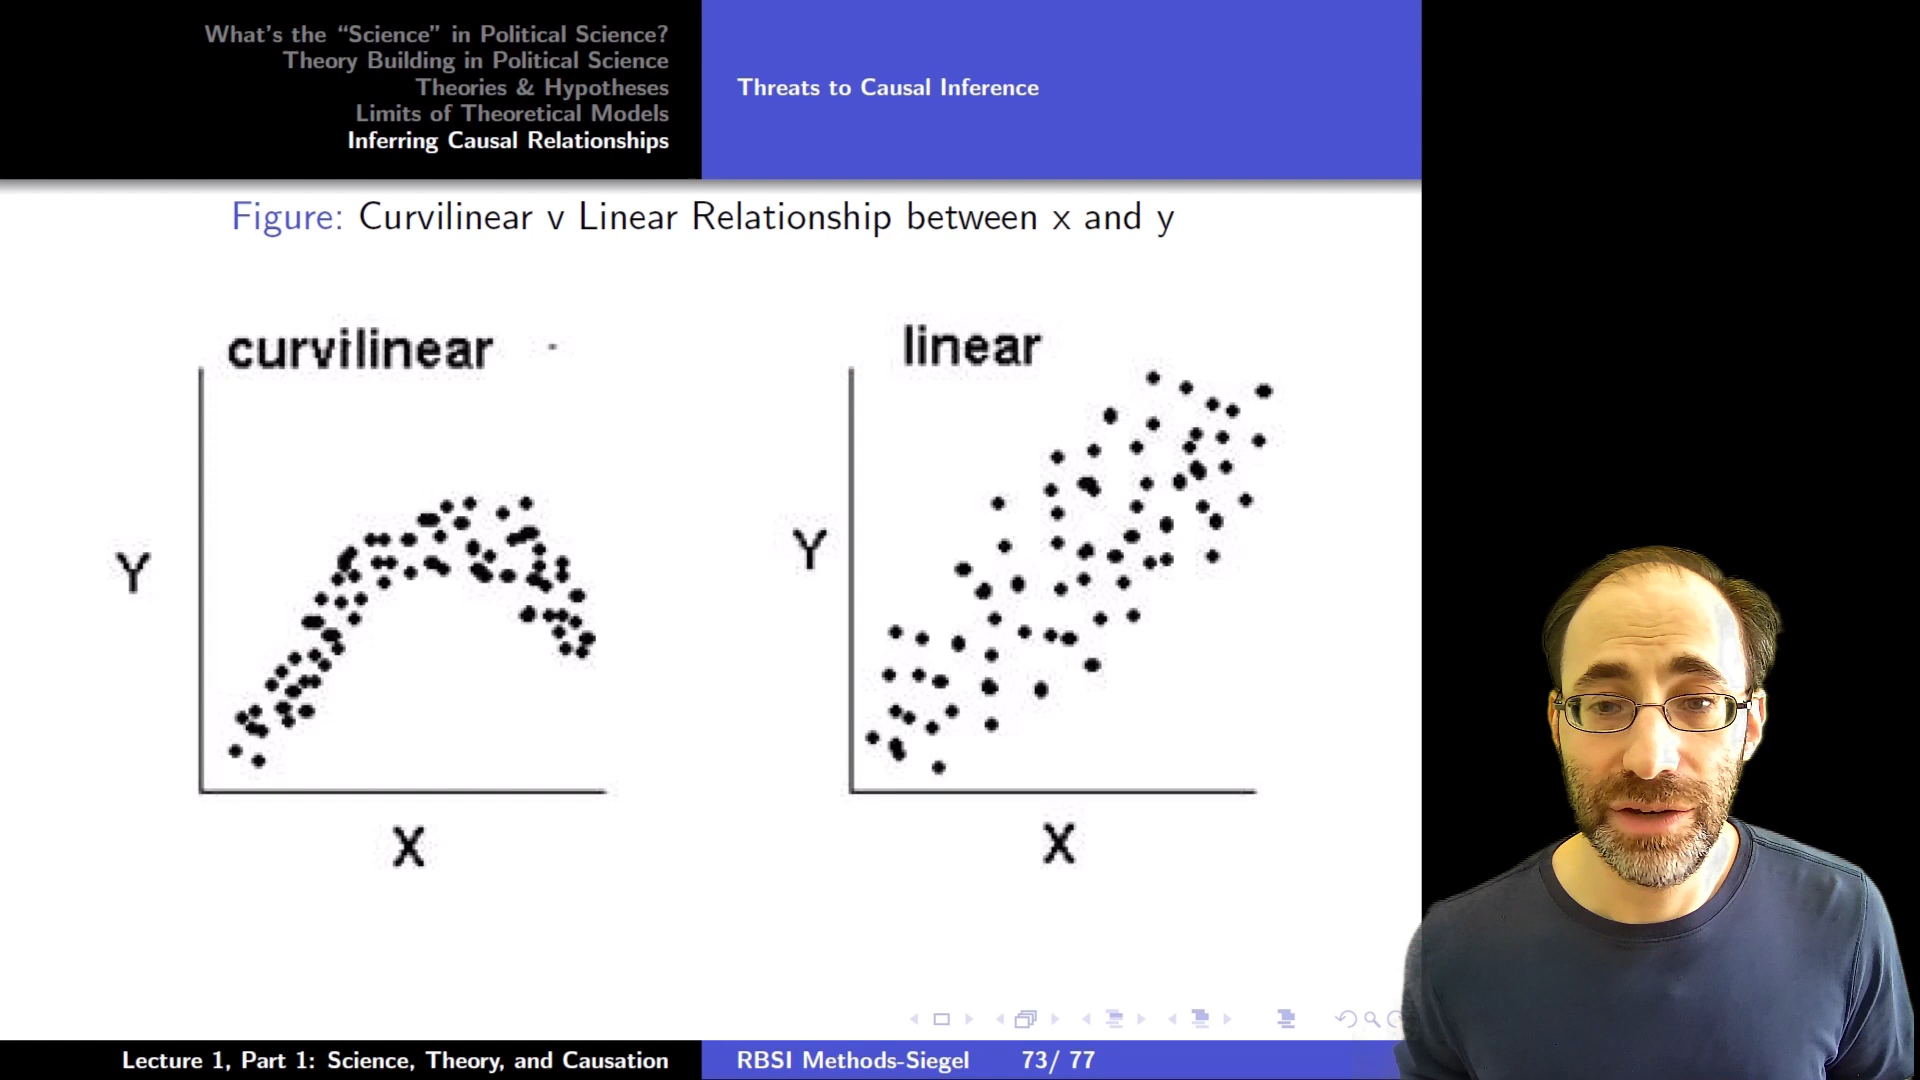 What's the “Science” in Political Science?
Theory Building in Political Science
Theories & Hypotheses
Limits of Theoretical Models
Inferring Causal Relationships
Threats to Causal Inference
Figure: Curvilinear v Linear Relationship between x and y
curvilinear
linear
Y
Y
X
X
Lecture 1, Part 1: Science, Theory, and Causation
RBSI Methods-Siegel
73/ 77